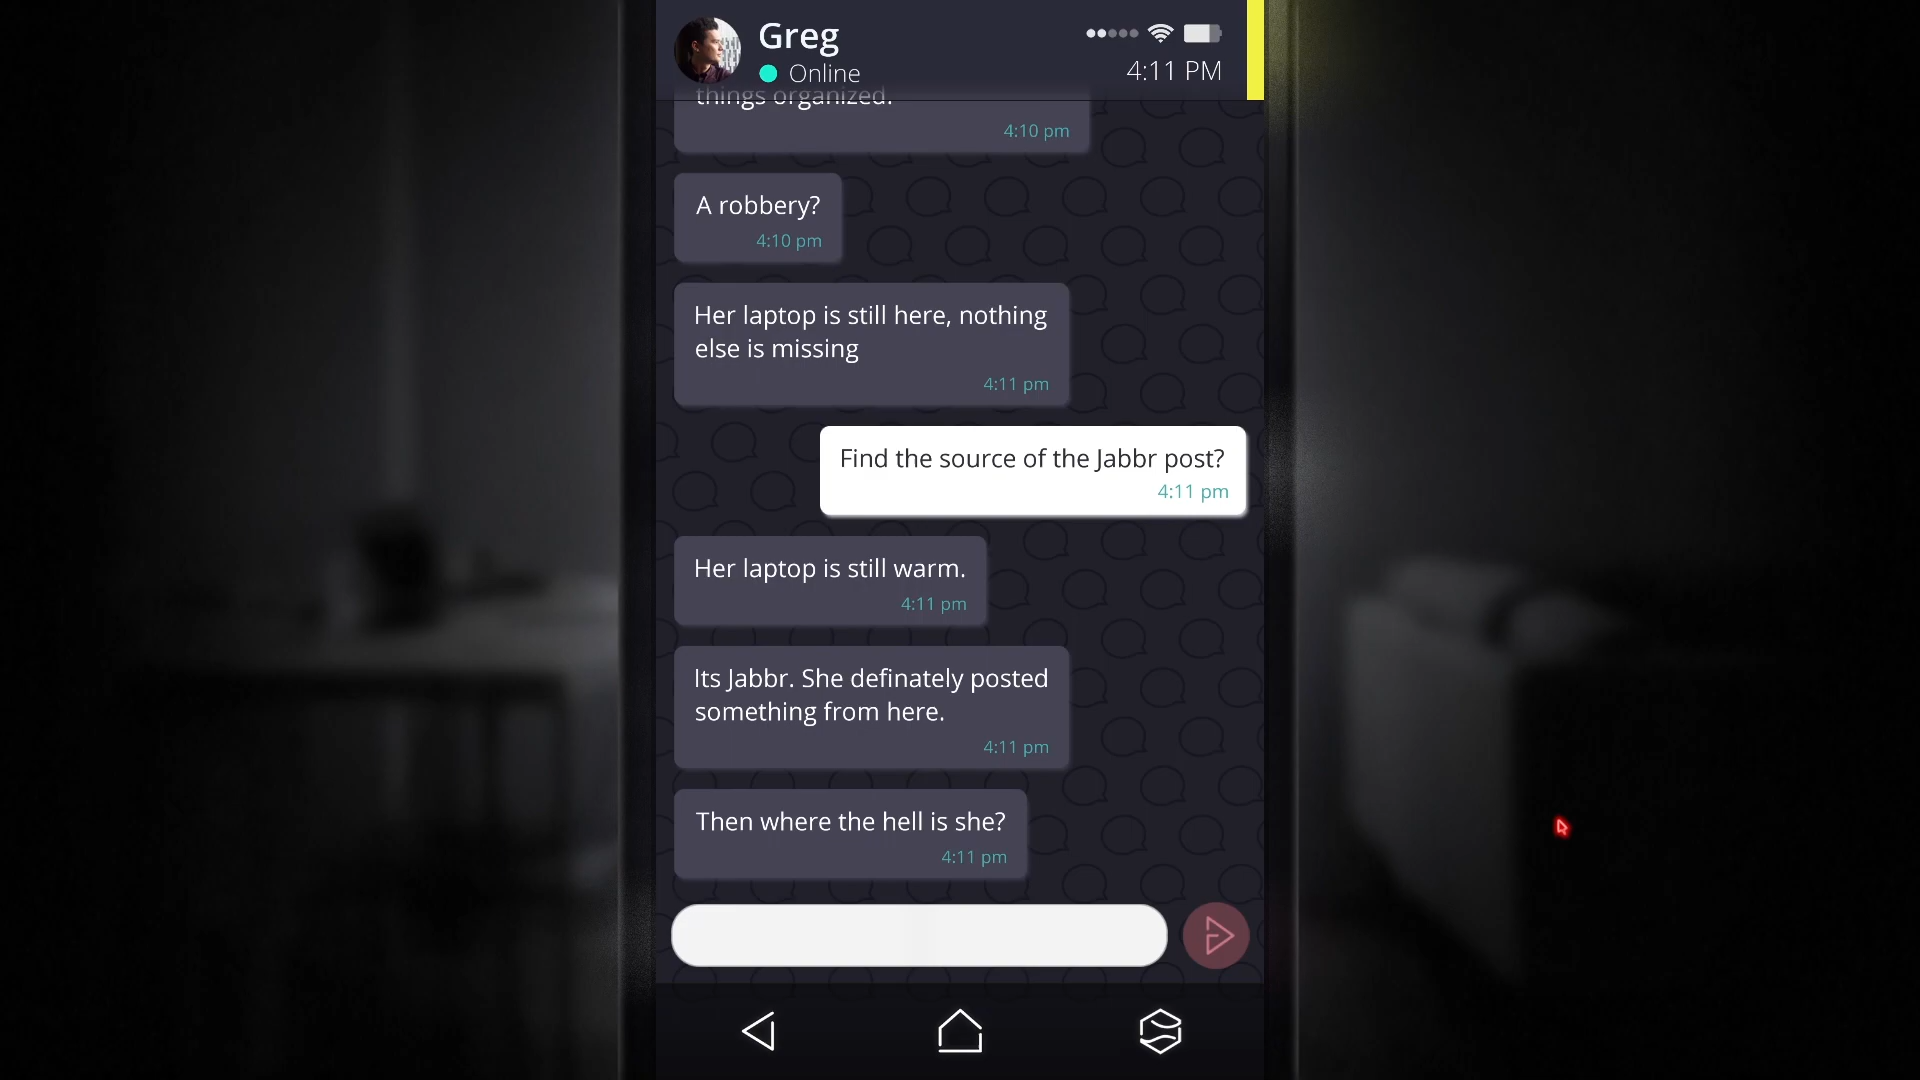 Greg
Online
4:11 PM
things organized.
4:10 pm
A robbery?
4:10 pm
Her laptop is still here, nothing
else is missing
4:11 pm
Find the source of the Jabbr post?
4:11 pm
Her laptop is still warm.
4:11 pm
Its Jabbr. She definately posted
something from here.
4:11 pm
Then where the hell is she?
4:11 pm